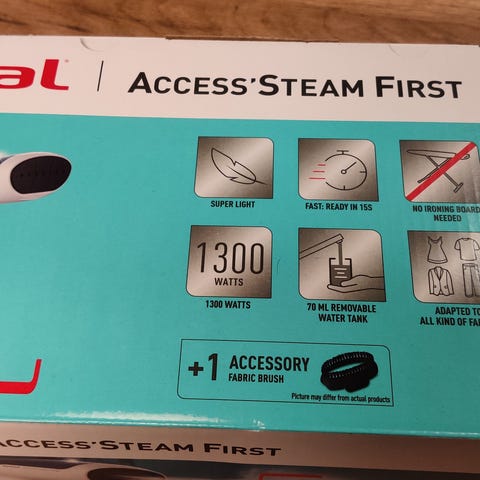 al | ACCESS'STEAM FIRST
SUPER LIGHT
FAST: READY IN 15S
NO IRONING BOARD
NEEDED
1300
WATTS
1300 WATTS
70 ML REMOVABLE
WATER TANK
ADAPTED TO
ALL KIND OF FA
+1 ACCESSORY
FABRIC BRUSH
Picture may differ from actual products
ACCESS'STEAM FIRST